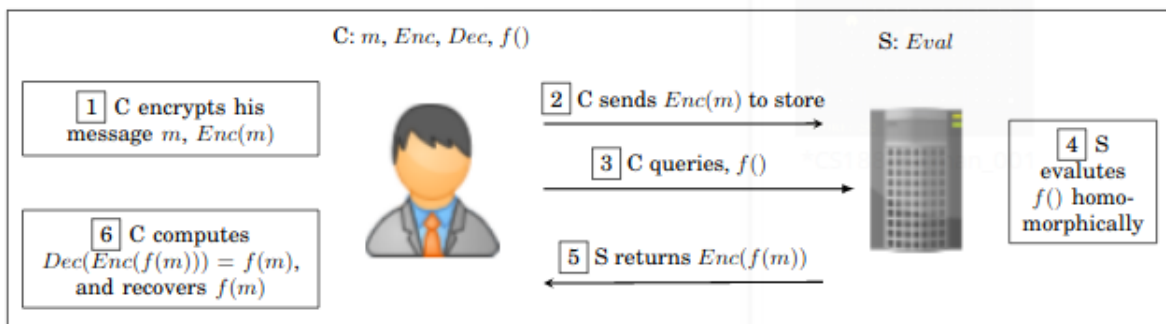 C: m, Enc, Dec, f()
S: Eval
1 C encrypts his
message m, Enc(m)
2 C sends Enc(m) to store
3 C queries, f()
4 S
evalutes
f() homo-
morphically
5 S returns Enc(f(m))
6 C computes
Dec(Enc(f(m))) = f(m),
and recovers f(m)